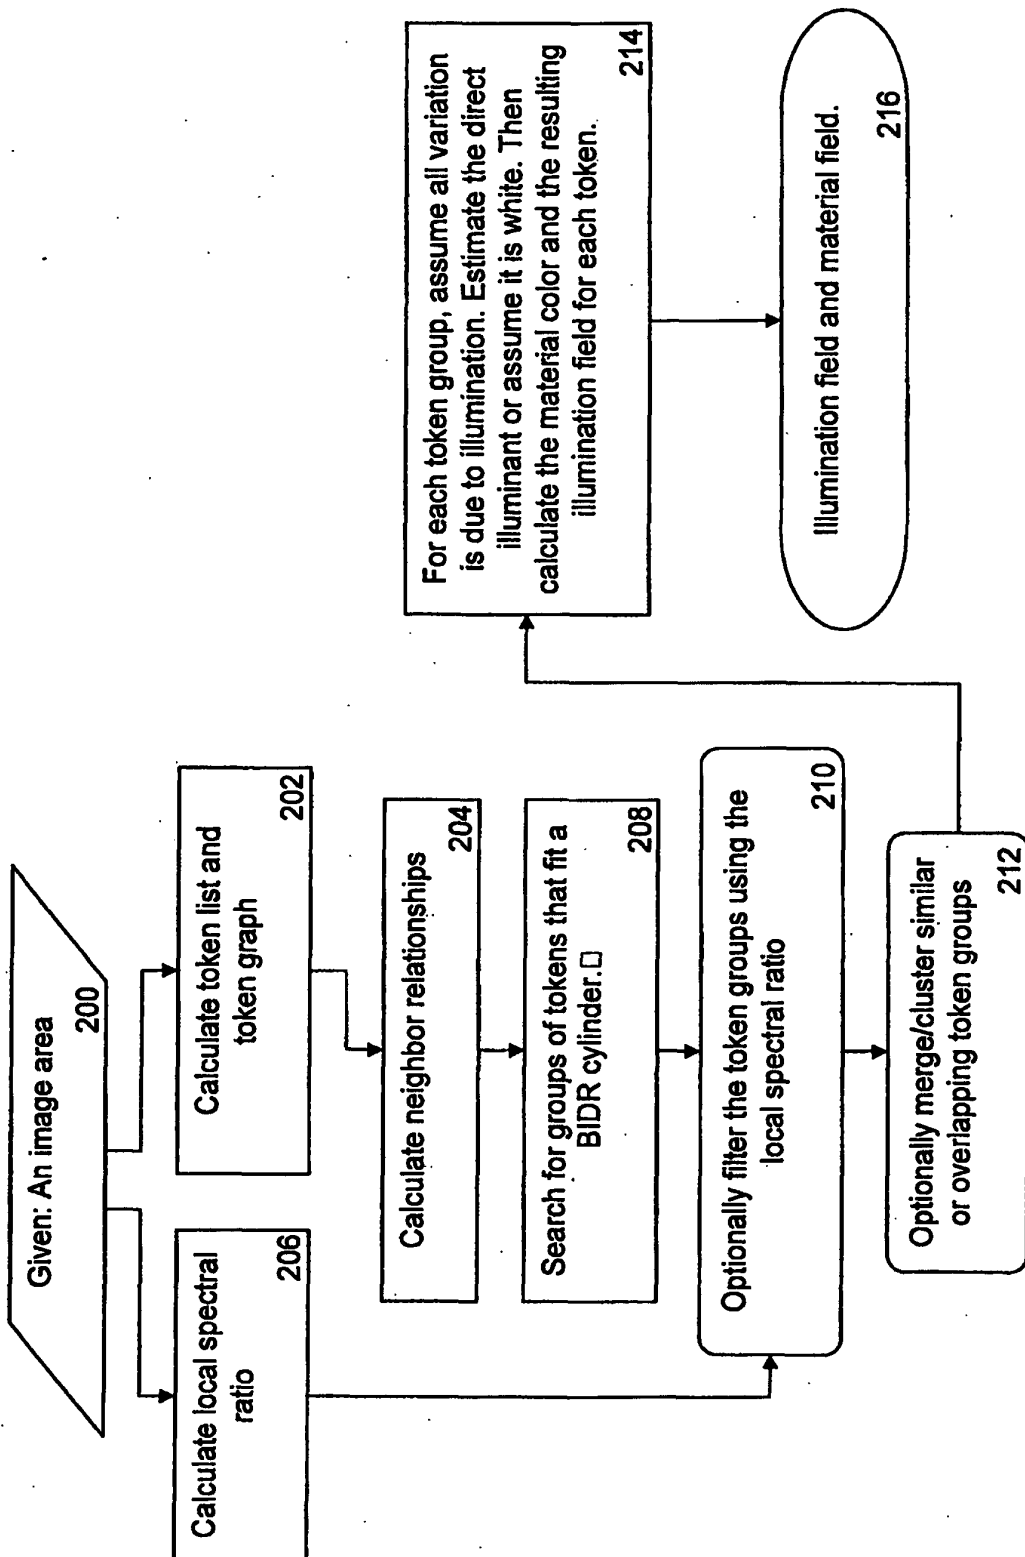 Given: An image area
200
Calculate local spectral
ratio
206
Calculate token list and
token graph
202
Calculate neighbor relationships
204
Search for groups of tokens that fit a
BIDR cylinder.□
208
Optionally filter the token groups using the
local spectral ratio
210
Optionally merge/cluster similar
or overlapping token groups
212
For each token group, assume all variation
is due to illumination. Estimate the direct
illuminant or assume it is white. Then
calculate the material color and the resulting
illumination field for each token.
214
Illumination field and material field.
216